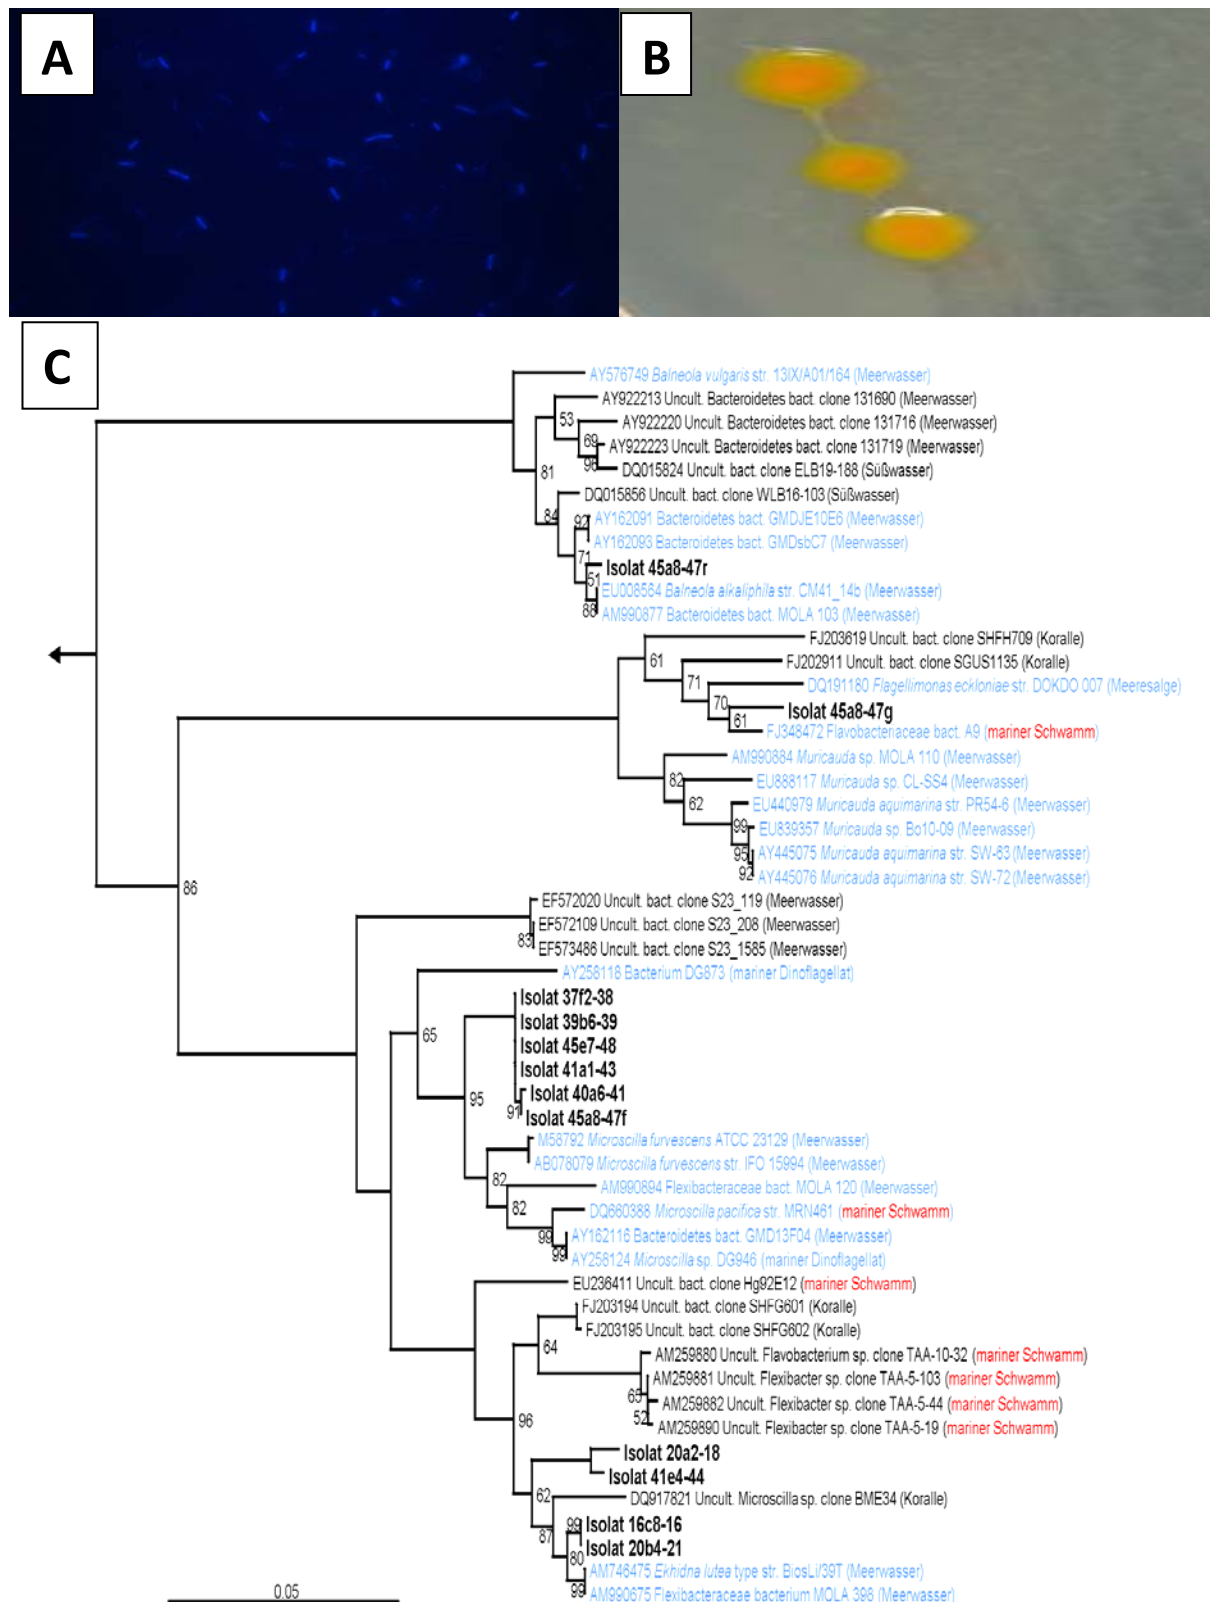 A
B
C
AY576749 Balneola vulgaris str. 13IX/A01/164 (Meerwasser)
AY922213 Uncult. Bacteroidetes bact. clone 131690 (Meerwasser)
53
AY922220 Uncult. Bacteroidetes bact. clone 131716 (Meerwasser)
69
AY922223 Uncult. Bacteroidetes bact. clone 131719 (Meerwasser)
96
DQ015824 Uncult. bact. clone ELB19-188 (Süßwasser)
81
DQ015856 Uncult. bact. clone WLB16-103 (Süßwasser)
84
92
AY162091 Bacteroidetes bact. GMDJE10E6 (Meerwasser)
AY162093 Bacteroidetes bact. GMDsbC7 (Meerwasser)
71
Isolat 45a8-47r
51
EU008564 Balneola alkaliphila str. CM41_14b (Meerwasser)
88
AM990877 Bacteroidetes bact. MOLA 103 (Meerwasser)
FJ203619 Uncult. bact. clone SHFH709 (Koralle)
61
FJ202911 Uncult. bact. clone SGUS1135 (Koralle)
71
DQ191180 Flagellimonas eckloniae str. DOKDO 007 (Meeresalge)
70
Isolat 45a8-47g
61
FJ348472 Flavobacteriaceae bact. A9 (mariner Schwamm)
AM990884 Muricauda sp. MOLA 110 (Meerwasser)
82
EU888117 Muricauda sp. CL-SS4 (Meerwasser)
62
EU440979 Muricauda aquimarina str. PR54-6 (Meerwasser)
99
EU839357 Muricauda sp. Bo10-09 (Meerwasser)
95
AY445075 Muricauda aquimarina str. SW-63 (Meerwasser)
92
AY445076 Muricauda aquimarina str. SW-72 (Meerwasser)
86
EF572020 Uncult. bact. clone S23_119 (Meerwasser)
EF572109 Uncult. bact. clone S23_208 (Meerwasser)
83
EF573486 Uncult. bact. clone S23_1585 (Meerwasser)
AY258118 Bacterium DG873 (mariner Dinoflagellat)
Isolat 37f2-38
Isolat 39b6-39
65
Isolat 45e7-48
Isolat 41a1-43
95
Isolat 40a6-41
91
Isolat 45a8-47f
M58792 Microscilla furvescens ATCC 23129 (Meerwasser)
AB078079 Microscilla furvescens str. IFO 15994 (Meerwasser)
82
AM990894 Flexibacteraceae bact. MOLA 120 (Meerwasser)
82
DQ660388 Microscilla pacifica str. MRN461 (mariner Schwamm)
99
AY162116 Bacteroidetes bact. GMD13F04 (Meerwasser)
99
AY258124 Microscilla sp. DG946 (mariner Dinoflagellat)
EU236411 Uncult. bact. clone Hg92E12 (mariner Schwamm)
FJ203194 Uncult. bact. clone SHFG601 (Koralle)
FJ203195 Uncult. bact. clone SHFG602 (Koralle)
64
AM259880 Uncult. Flavobacterium sp. clone TAA-10-32 (mariner Schwamm)
AM259881 Uncult. Flexibacter sp. clone TAA-5-103 (mariner Schwamm)
65
AM259882 Uncult. Flexibacter sp. clone TAA-5-44 (mariner Schwamm)
52
AM259890 Uncult. Flexibacter sp. clone TAA-5-19 (mariner Schwamm)
96
Isolat 20a2-18
Isolat 41e4-44
62
DQ917821 Uncult. Microscilla sp. clone BME34 (Koralle)
87
99
Isolat 16c8-16
Isolat 20b4-21
80
AM746475 Ekhidna lutea type str. BiosLi/39T (Meerwasser)
99
AM990675 Flexibacteraceae bacterium MOLA 398 (Meerwasser)
0.05